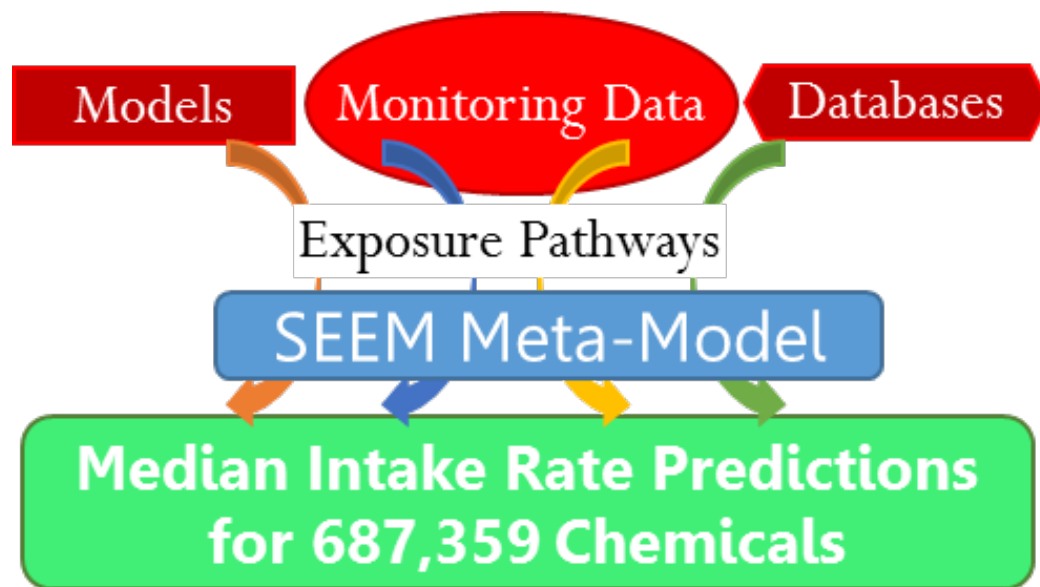 Models
Monitoring Data
Databases
Exposure Pathways
SEEM Meta-Model
Median Intake Rate Predictions
for 687,359 Chemicals